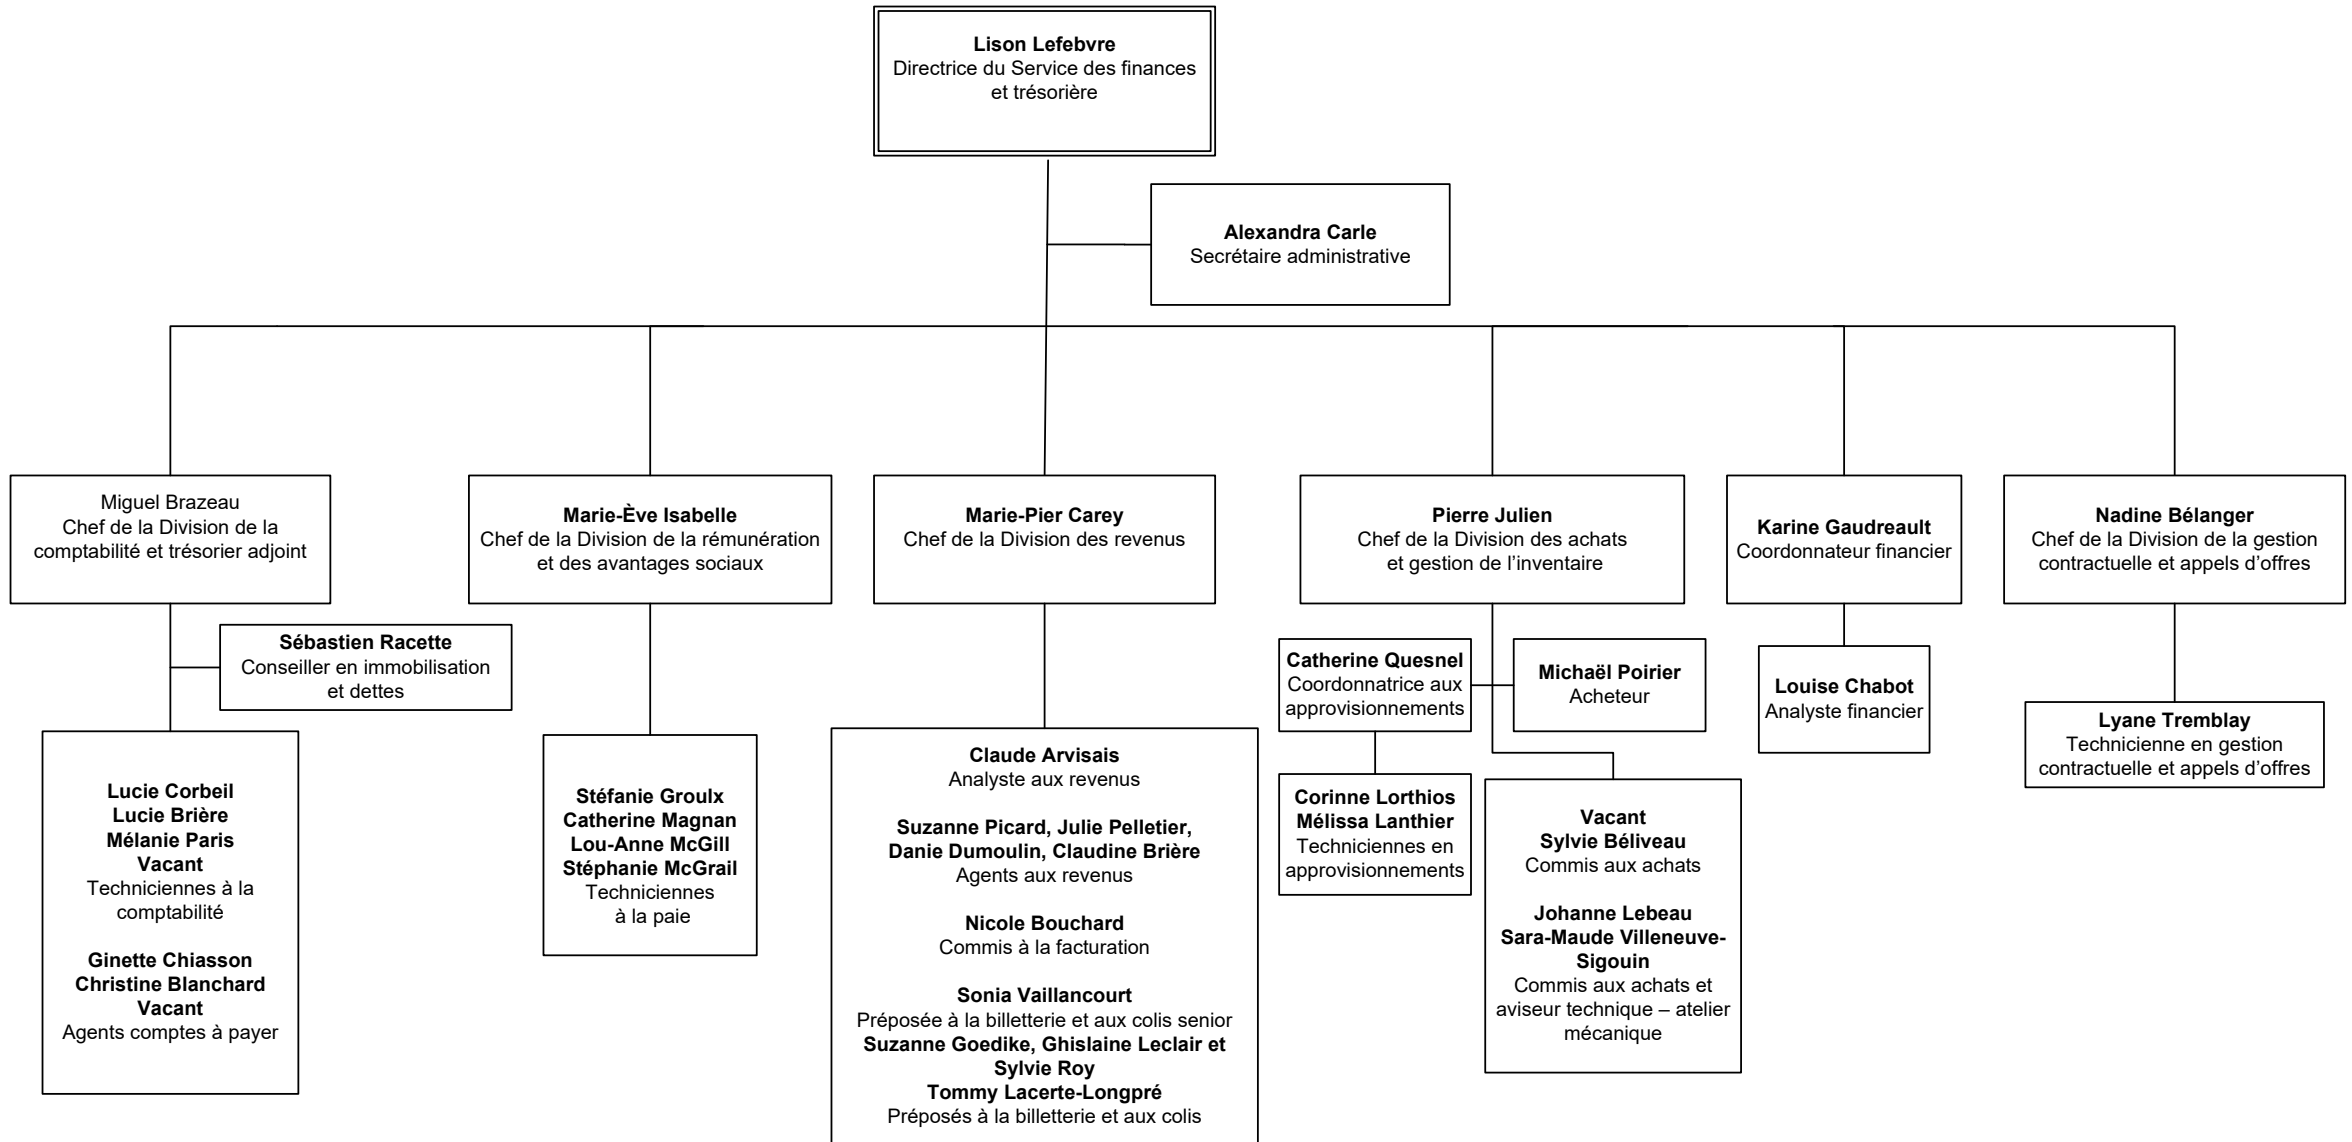 Lison Lefebvre
Directrice du Service des finances
et trésorière
Alexandra Carle
Secrétaire administrative
Miguel Brazeau
Chef de la Division de la
comptabilité et trésorier adjoint
Marie-Ève Isabelle
Chef de la Division de la rémunération
et des avantages sociaux
Marie-Pier Carey
Chef de la Division des revenus
Pierre Julien
Chef de la Division des achats
et gestion de l’inventaire
Karine Gaudreault
Coordonnateur financier
Nadine Bélanger
Chef de la Division de la gestion
contractuelle et appels d’offres
Sébastien Racette
Conseiller en immobilisation
et dettes
Lucie Corbeil
Lucie Brière
Mélanie Paris
Vacant
Techniciennes à la
comptabilité
Ginette Chiasson
Christine Blanchard
Vacant
Agents comptes à payer
Stéfanie Groulx
Catherine Magnan
Lou-Anne McGill
Stéphanie McGrail
Techniciennes
à la paie
Claude Arvisais
Analyste aux revenus
Suzanne Picard, Julie Pelletier,
Danie Dumoulin, Claudine Brière
Agents aux revenus
Nicole Bouchard
Commis à la facturation
Sonia Vaillancourt
Préposée à la billetterie et aux colis senior
Suzanne Goedike, Ghislaine Leclair et
Sylvie Roy
Tommy Lacerte-Longpré
Préposés à la billetterie et aux colis
Catherine Quesnel
Coordonnatrice aux
approvisionnements
Michaël Poirier
Acheteur
Corinne Lorthios
Mélissa Lanthier
Techniciennes en
approvisionnements
Vacant
Sylvie Béliveau
Commis aux achats
Johanne Lebeau
Sara-Maude Villeneuve-
Sigouin
Commis aux achats et
aviseur technique – atelier
mécanique
Louise Chabot
Analyste financier
Lyane Tremblay
Technicienne en gestion
contractuelle et appels d’offres